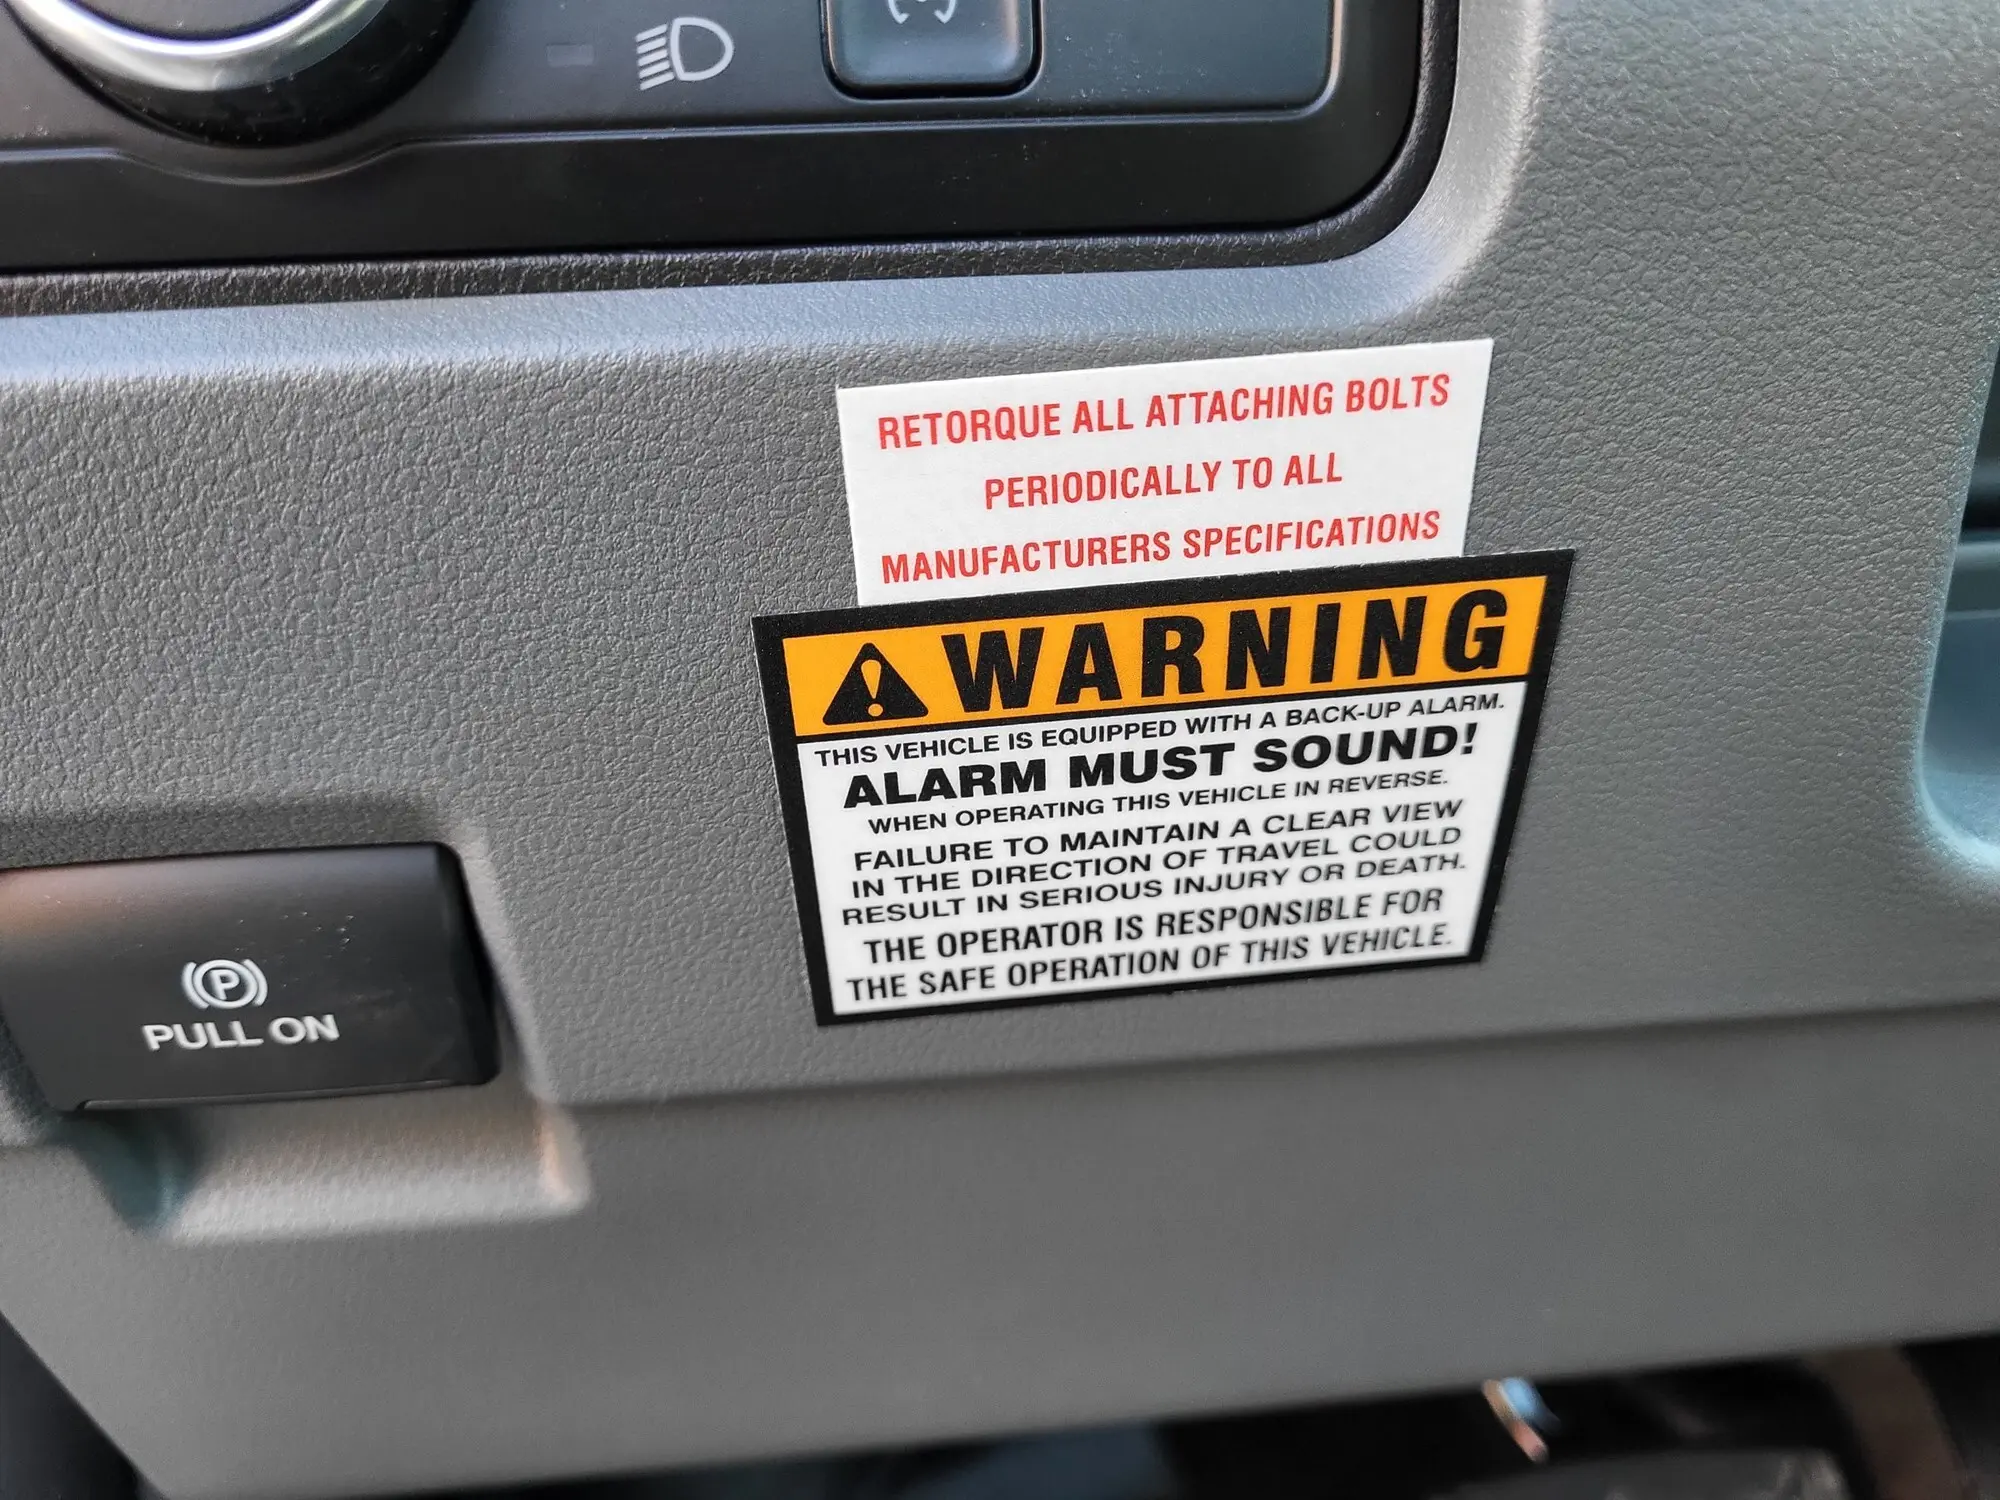 RETORQUE ALL ATTACHING BOLTS
PERIODICALLY TO ALL
MANUFACTURERS SPECIFICATIONS
WARNING
THIS VEHICLE IS EQUIPPED WITH A BACK-UP ALARM.
ALARM MUST SOUND!
WHEN OPERATING THIS VEHICLE IN REVERSE.
FAILURE TO MAINTAIN A CLEAR VIEW
IN THE DIRECTION OF TRAVEL COULD
RESULT IN SERIOUS INJURY OR DEATH.
THE OPERATOR IS RESPONSIBLE FOR
THE SAFE OPERATION OF THIS VEHICLE.
P
PULL ON